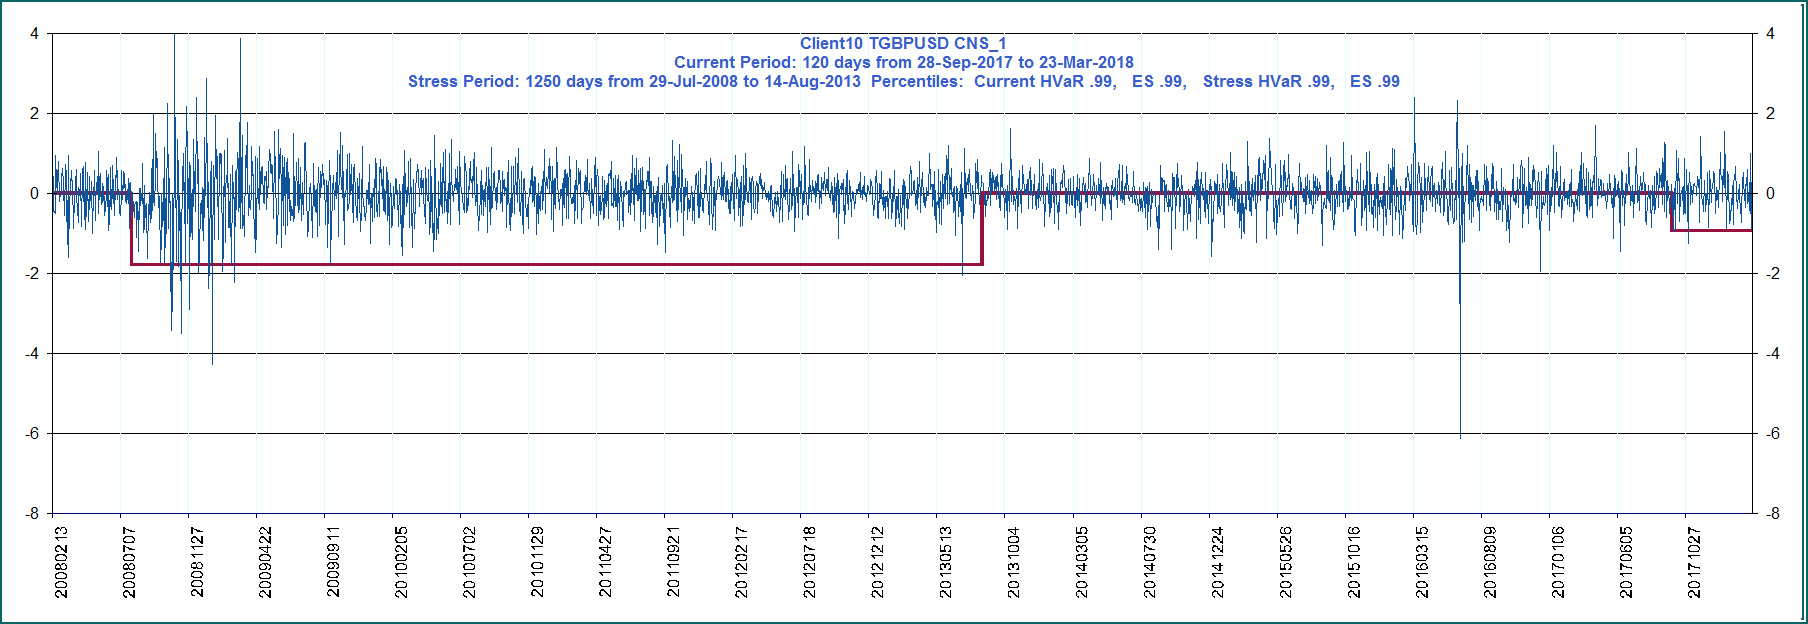 Client10 TGBPUSD CNS_1
Current Period: 120 days from 28-Sep-2017 to 23-Mar-2018
Stress Period: 1250 days from 29-Jul-2008 to 14-Aug-2013  Percentiles:  Current HVaR .99,   ES .99,   Stress HVaR .99,   ES .99
4 4
2 2
0 0
-2 -2
-4 -4
-6 -6
-8 -8
20080213 20080707 20081127 20090422 20090911 20100205 20100702 20101129 20110427 20110921 20120217 20120718 20121212 20130513 20131004 20140305 20140730 20141224 20150526 20151016 20160315 20160809 20170106 20170605 20171027